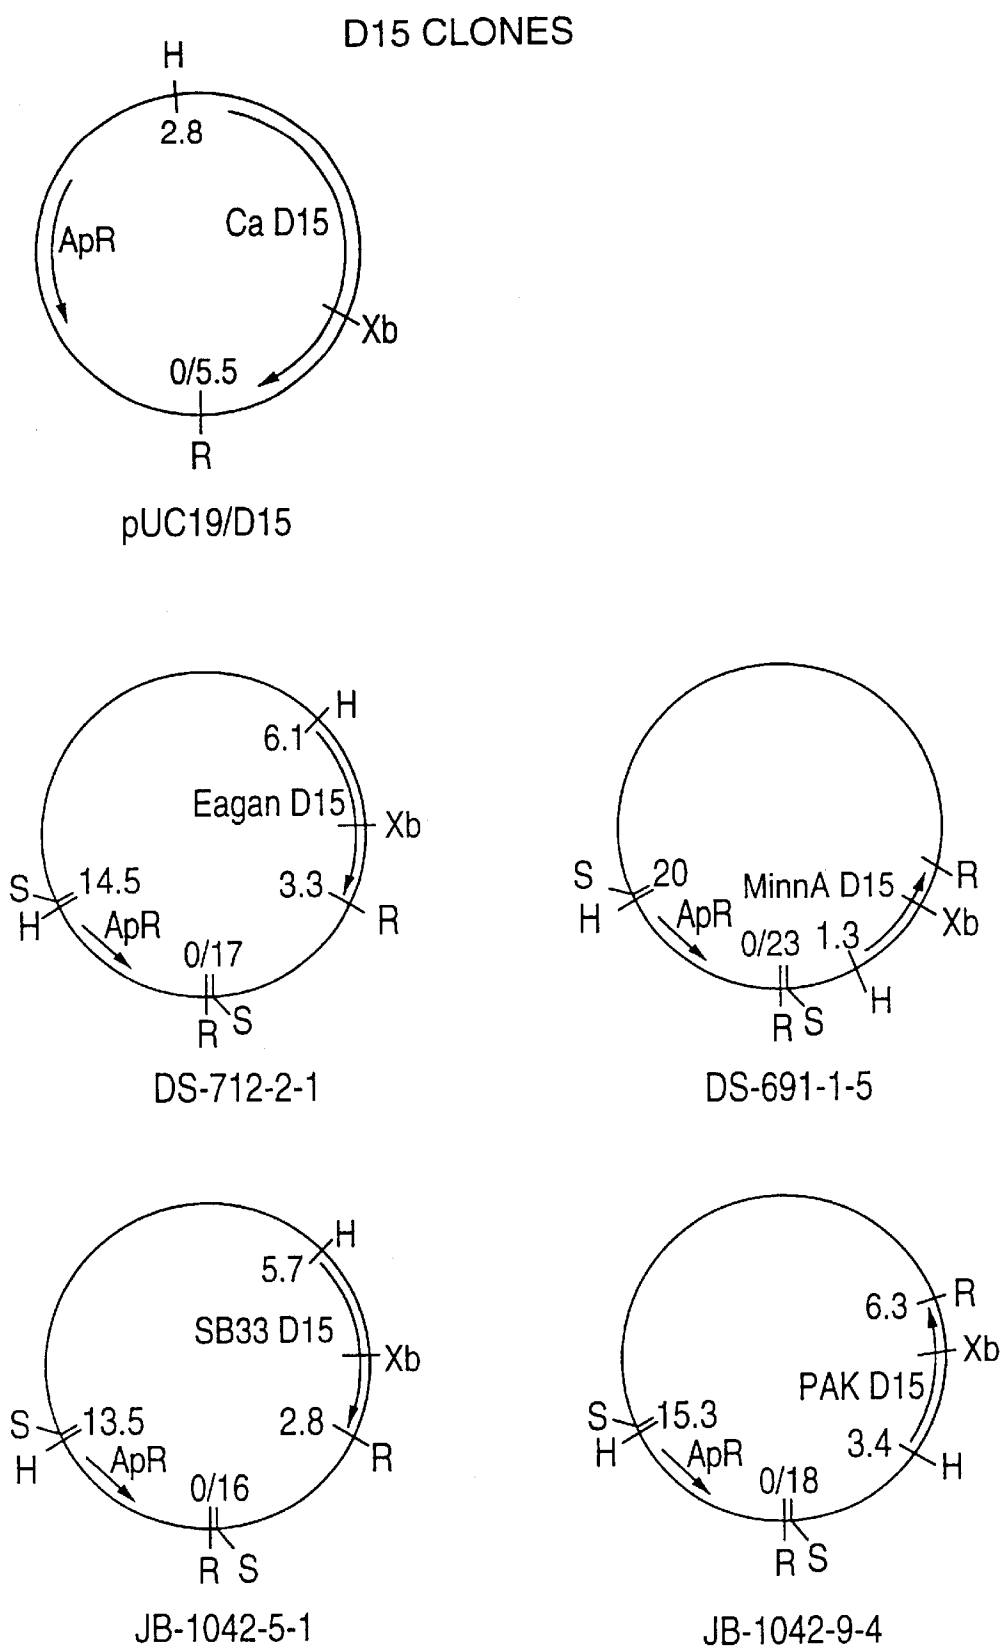 D15 CLONES
H
2.8
Ca D15
ApR
Xb
0/5.5
R
pUC19/D15
H
6.1
Eagan D15
Xb
S
14.5
3.3
H
ApR
R
0/17
R
S
DS-712-2-1
S
20
MinnA D15
R
H
ApR
Xb
0/23
1.3
H
R
S
DS-691-1-5
H
5.7
SB33 D15
Xb
S
13.5
2.8
H
ApR
R
0/16
R
S
JB-1042-5-1
6.3
R
Xb
PAK D15
S
15.3
H
ApR
3.4
H
0/18
R
S
JB-1042-9-4